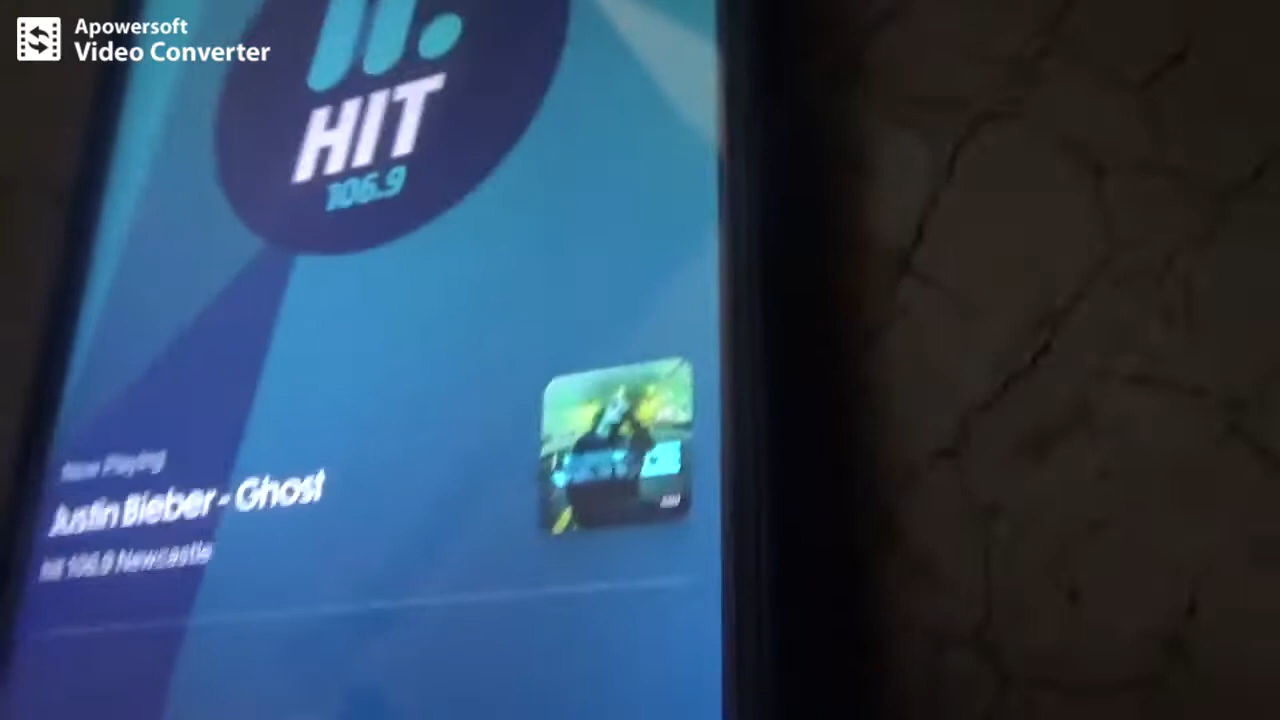 Apowersoft
Video Converter
HIT
106.9
Now Playing
Justin Bieber - Ghost
hit 106.9 Newcastle